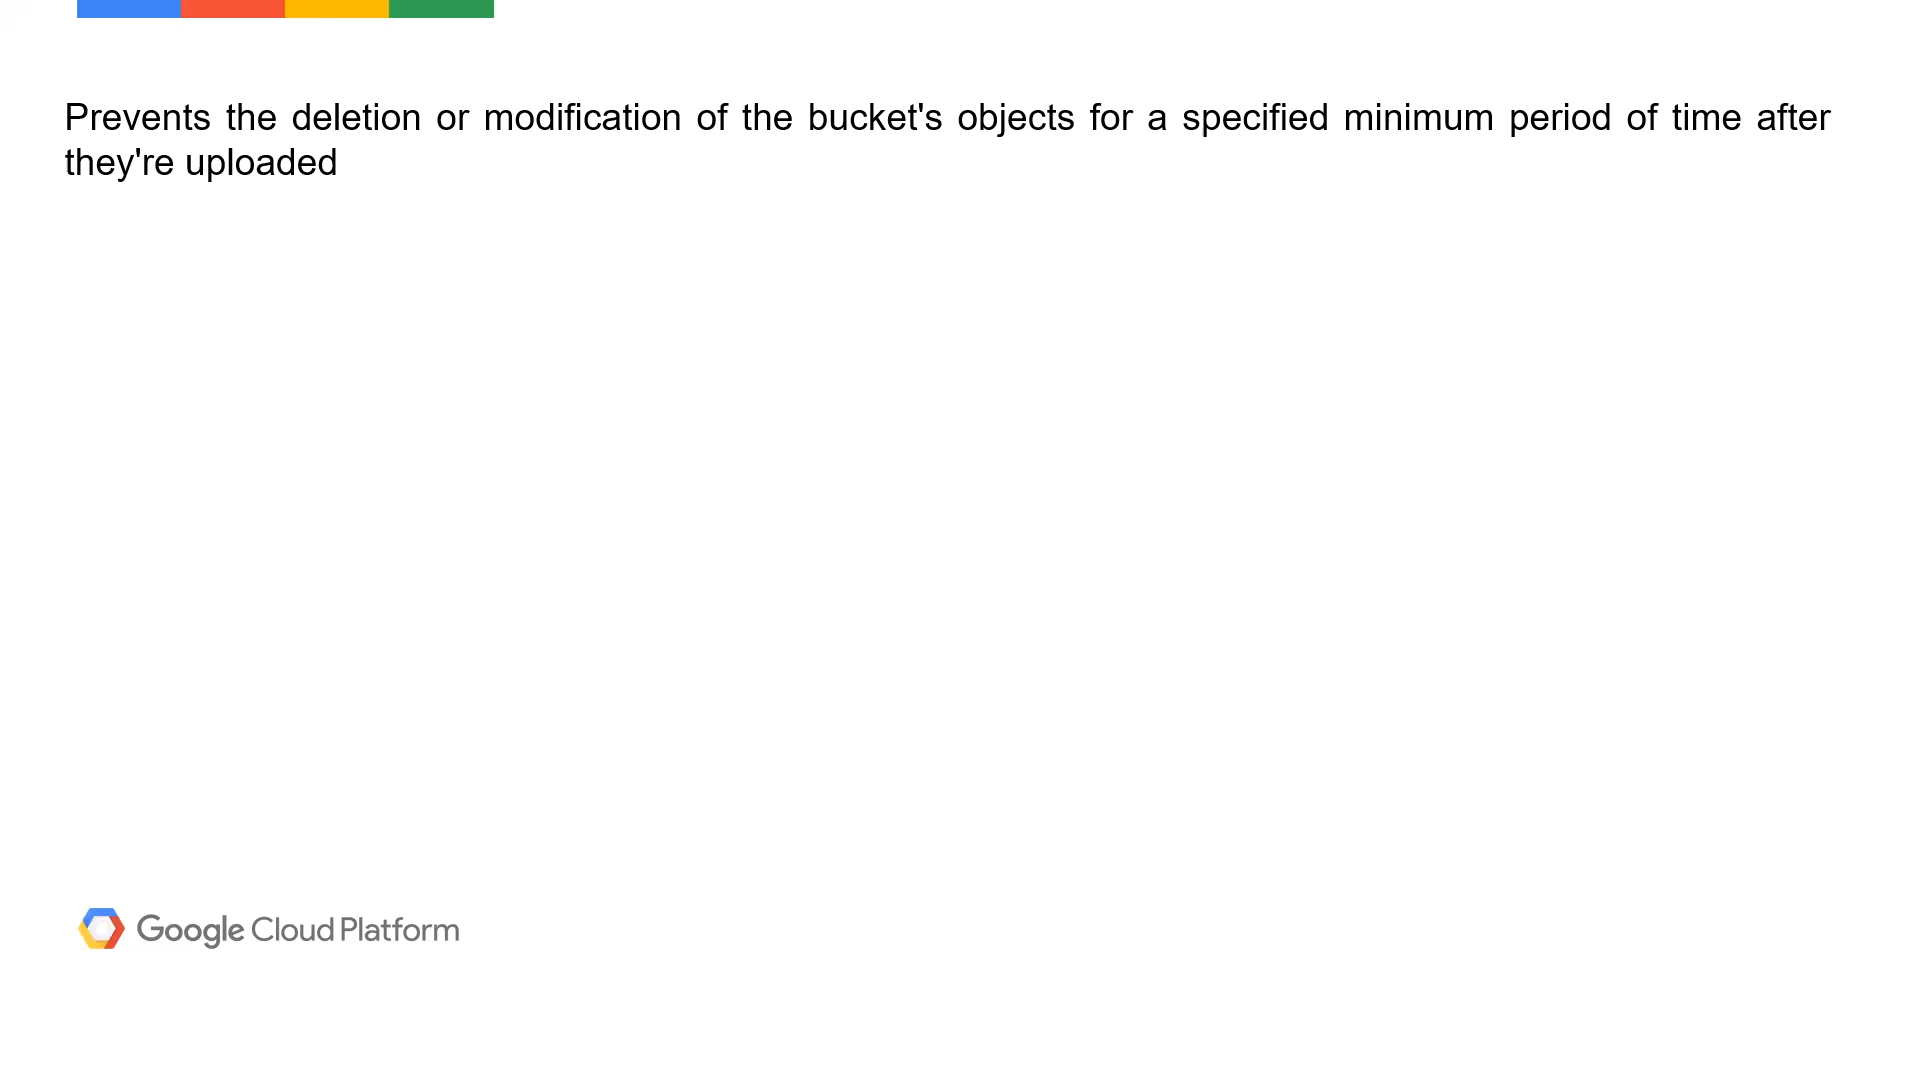 Prevents the deletion or modification of the bucket's objects for a specified minimum period of time after
they're uploaded
Google Cloud Platform